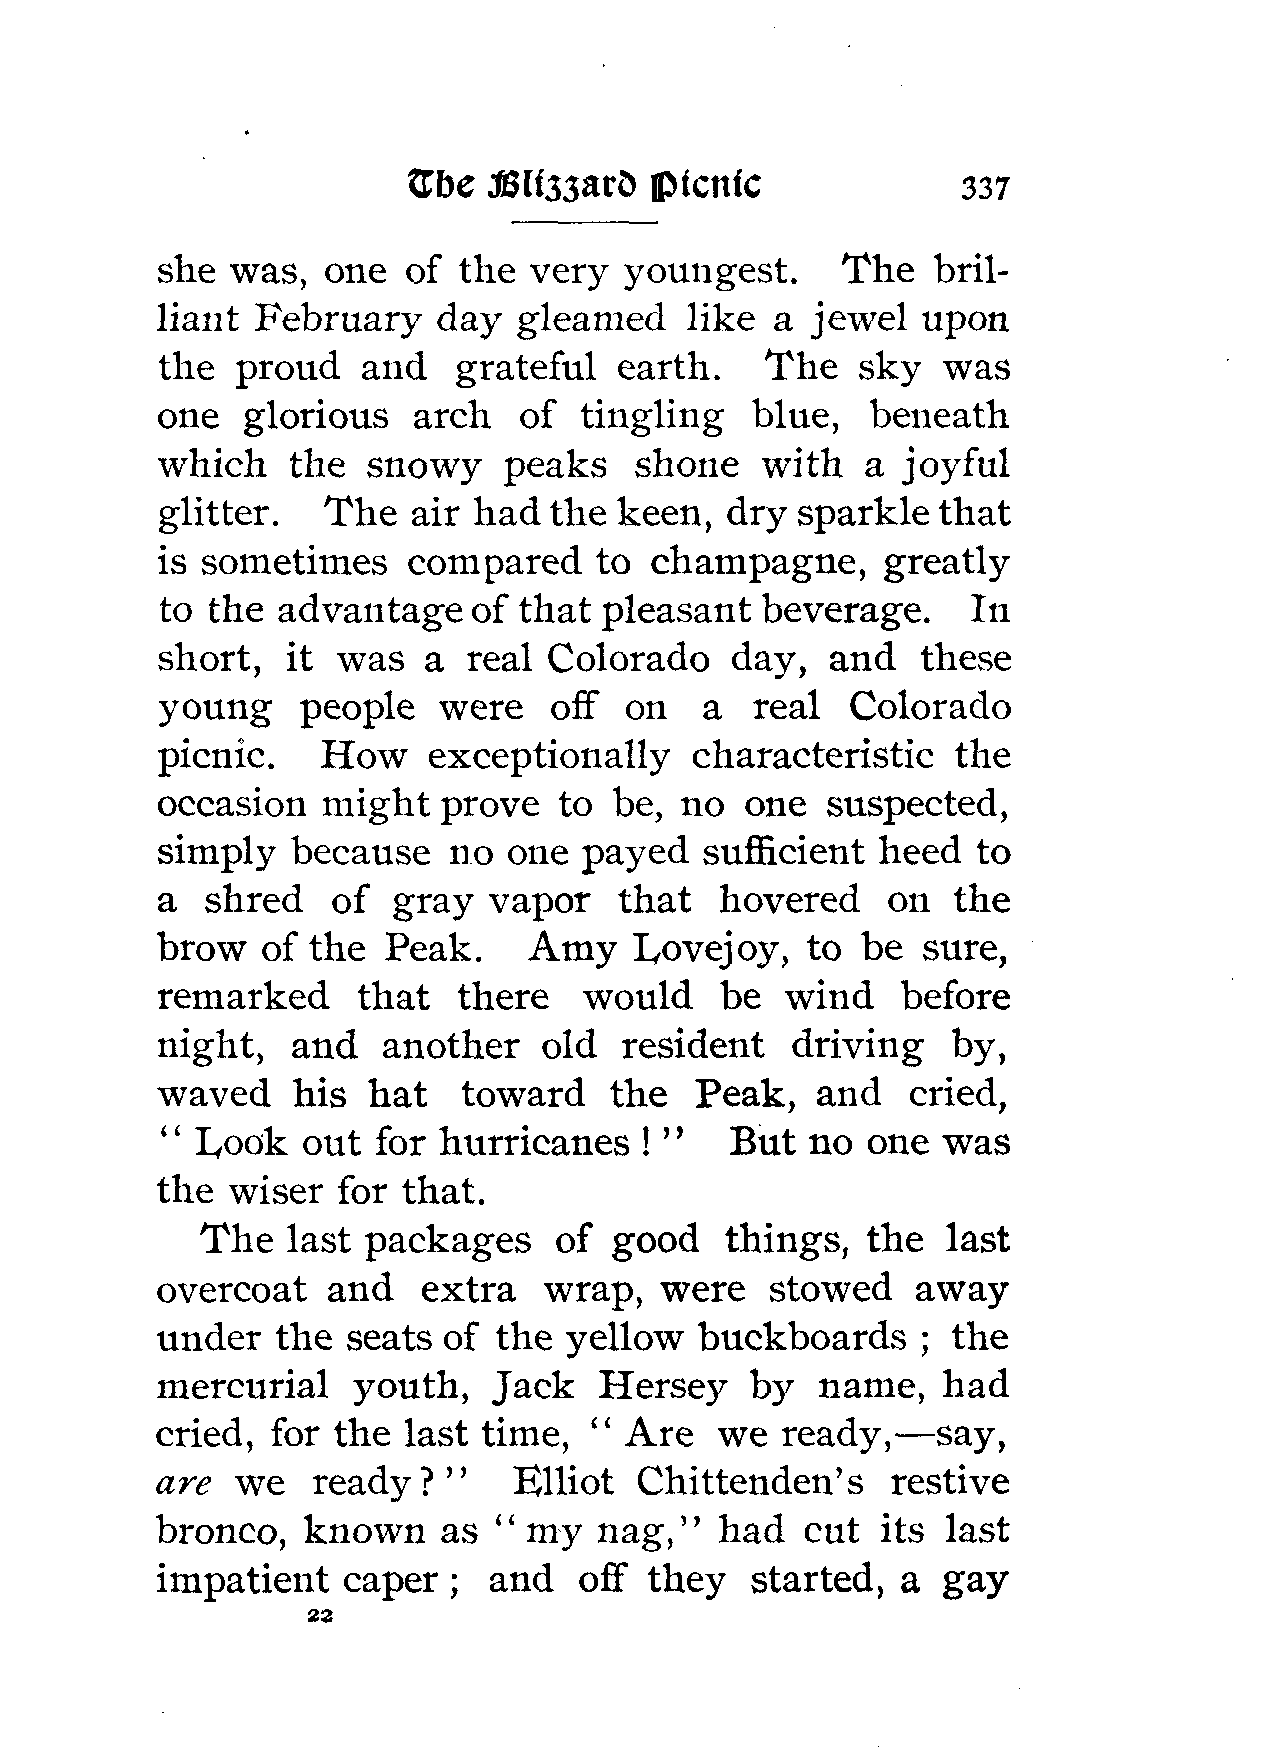 The Blizzard Picnic 337
she was, one of the very youngest. The bril-
liant February day gleamed like a jewel upon
the proud and grateful earth. The sky was
one glorious arch of tingling blue, beneath
which the snowy peaks shone with a joyful
glitter. The air had the keen, dry sparkle that
is sometimes compared to champagne, greatly
to the advantage of that pleasant beverage. In
short, it was a real Colorado day, and these
young people were off on a real Colorado
picnic. How exceptionally characteristic the
occasion might prove to be, no one suspected,
simply because no one payed sufficient heed to
a shred of gray vapor that hovered on the
brow of the Peak. Amy Lovejoy, to be sure,
remarked that there would be wind before
night, and another old resident driving by,
waved his hat toward the Peak, and cried,
“ Look out for hurricanes ! ” But no one was
the wiser for that.
The last packages of good things, the last
overcoat and extra wrap, were stowed away
under the seats of the yellow buckboards ; the
mercurial youth, Jack Hersey by name, had
cried, for the last time, “ Are we ready,—say,
are we ready ? ” Elliot Chittenden’s restive
bronco, known as “ my nag,” had cut its last
impatient caper ; and off they started, a gay
22